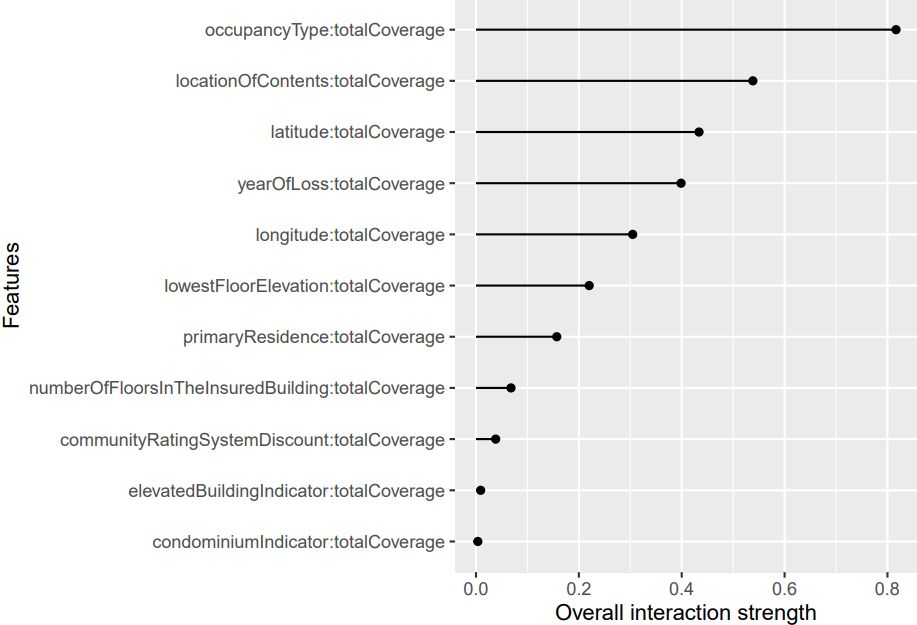 Features
occupancyType:totalCoverage
locationOfContents:totalCoverage
latitude:totalCoverage
yearOfLoss:totalCoverage
longitude:totalCoverage
lowestFloorElevation:totalCoverage
primaryResidence:totalCoverage
numberOfFloorsInTheInsuredBuilding:totalCoverage
communityRatingSystemDiscount:totalCoverage
elevatedBuildingIndicator:totalCoverage
condominiumIndicator:totalCoverage
0.0 0.2 0.4 0.6 0.8
Overall interaction strength